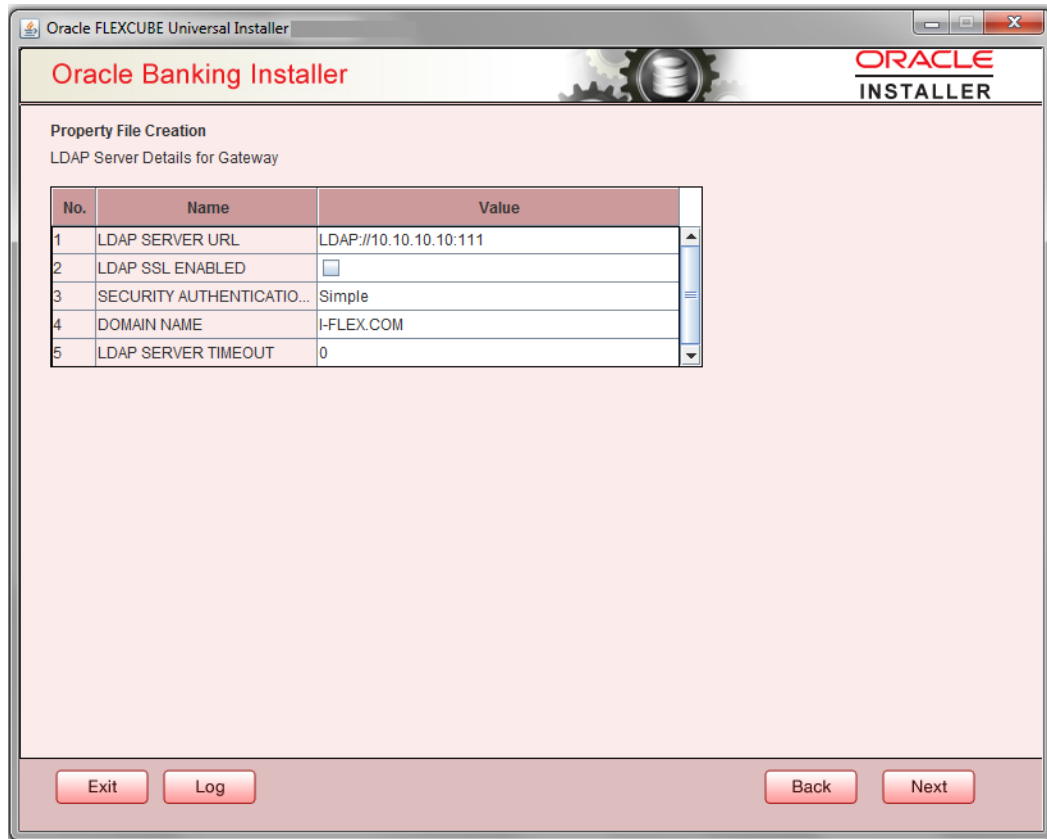 Oracle FLEXCUBE Universal Installer
Oracle Banking Installer
ORACLE
INSTALLER
Property File Creation
LDAP Server Details for Gateway
No. Name Value
1 LDAP SERVER URL LDAP://10.10.10.10:111
2 LDAP SSL ENABLED
3 SECURITY AUTHENTICATIO... Simple
4 DOMAIN NAME I-FLEX.COM
5 LDAP SERVER TIMEOUT 0
Exit Log Back Next